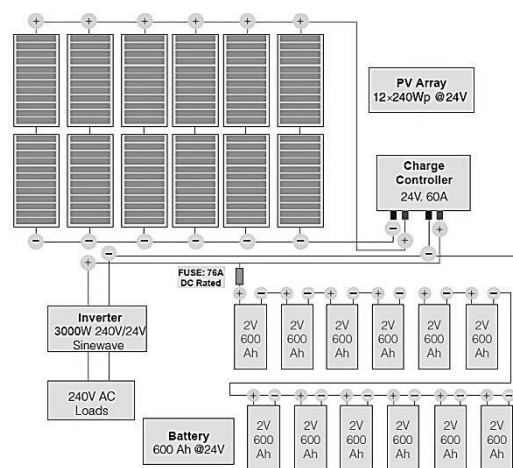 PV Array
12×240Wp @24V
Charge
Controller
24V, 60A
FUSE: 76A
DC Rated
Inverter
3000W 240V/24V
Sinewave
240V AC
Loads
2V
600
Ah
2V
600
Ah
2V
600
Ah
2V
600
Ah
2V
600
Ah
2V
600
Ah
Battery
600 Ah @24V
2V
600
Ah
2V
600
Ah
2V
600
Ah
2V
600
Ah
2V
600
Ah
2V
600
Ah